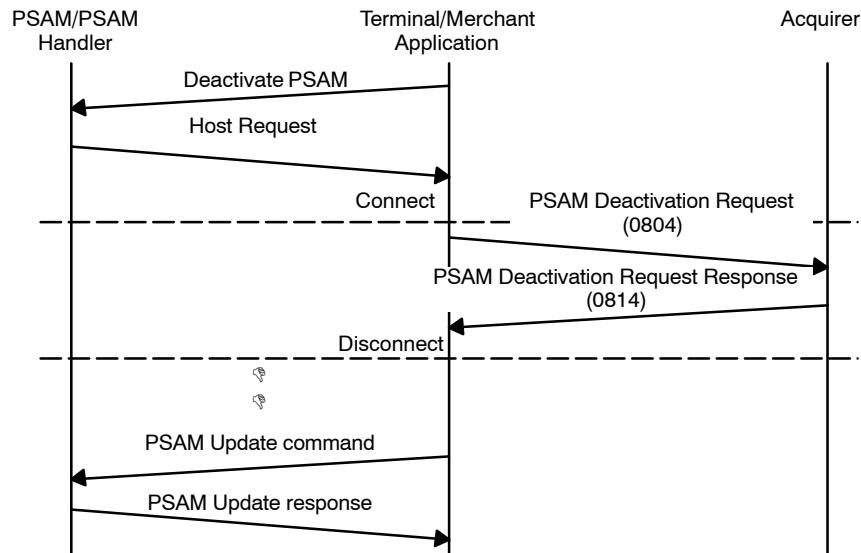 PSAM/PSAM
Handler
Terminal/Merchant
Application
Acquirer
Deactivate PSAM
Host Request
Connect
PSAM Deactivation Request
(0804)
PSAM Deactivation Request Response
(0814)
Disconnect
PSAM Update command
PSAM Update response